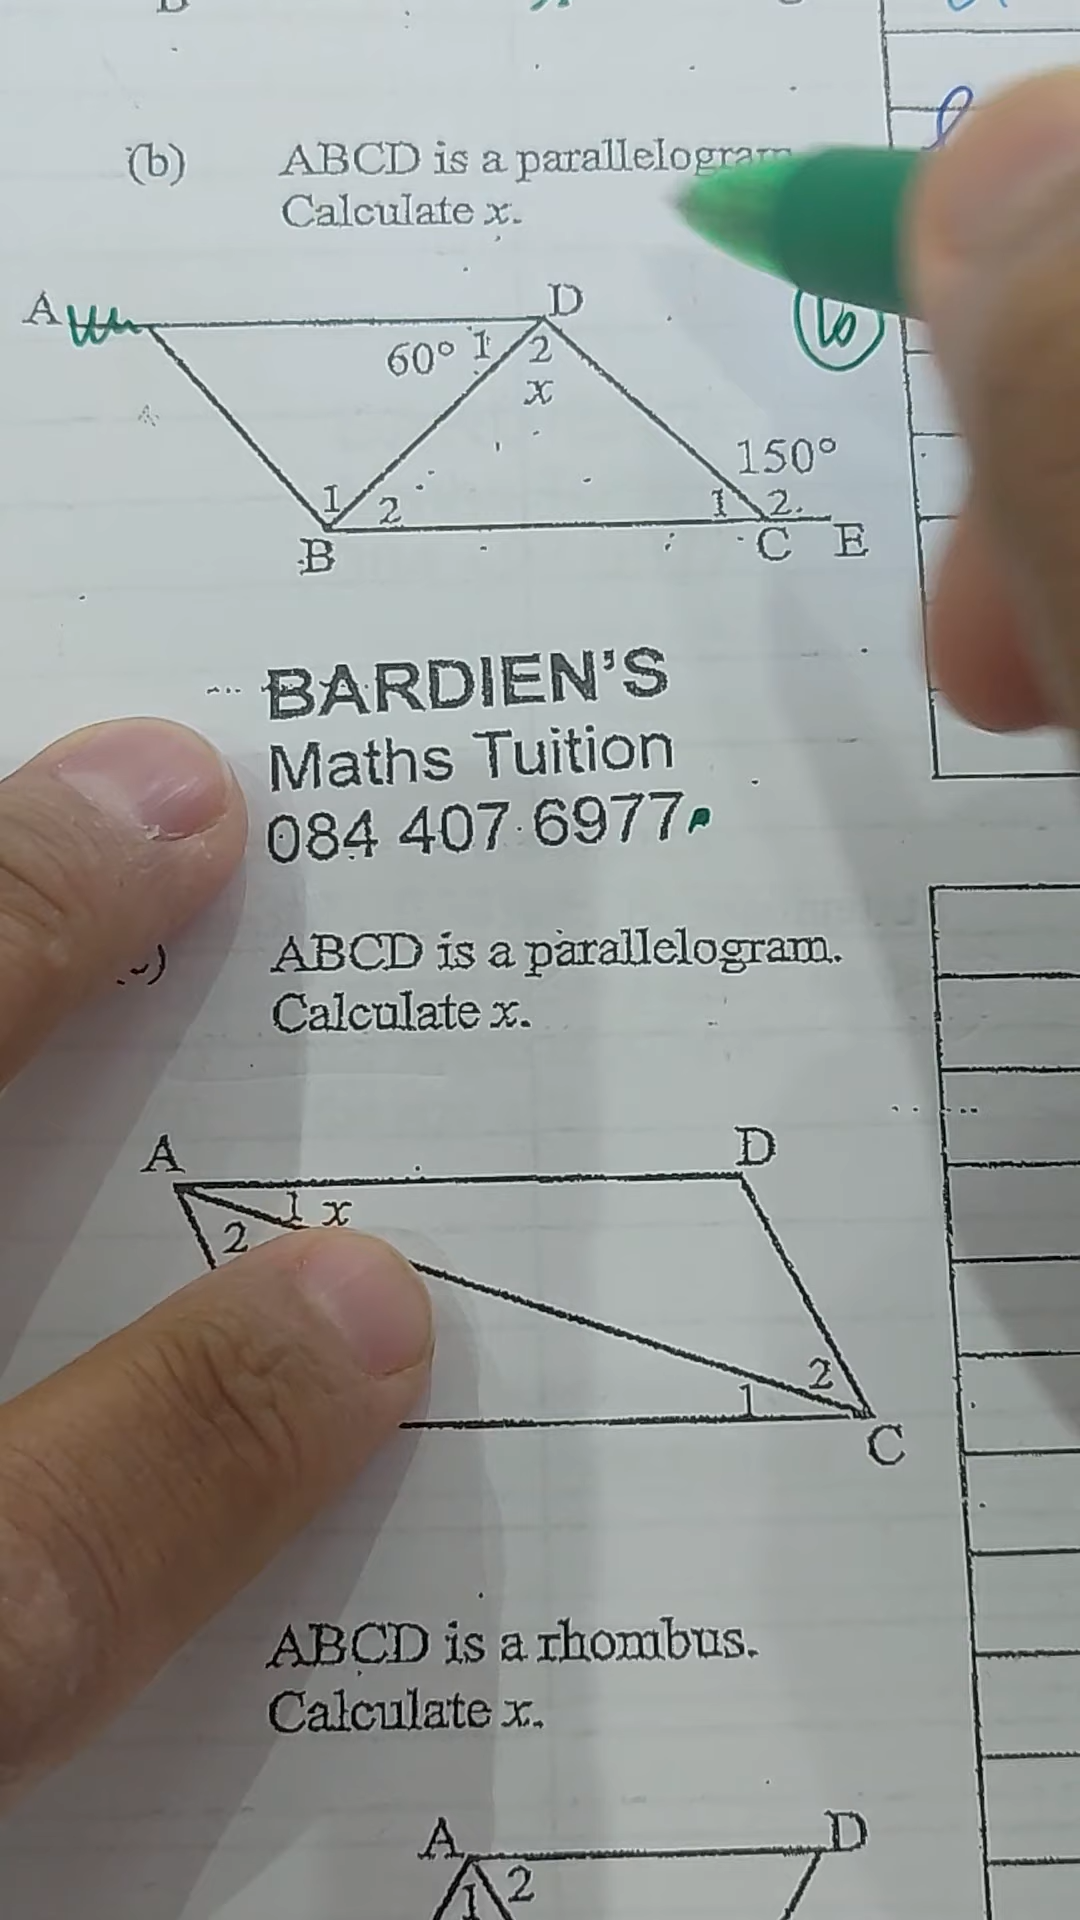 (b) ABCD is a parallelogram
Calculate x.
A D
60° 1 2
x
150°
1 2 1 2
B C E
BARDIEN'S
Maths Tuition
084 407 6977
ABCD is a parallelogram.
Calculate x.
A D
1 x
2
2
1
C
ABCD is a rhombus.
Calculate x.
A D
1 2